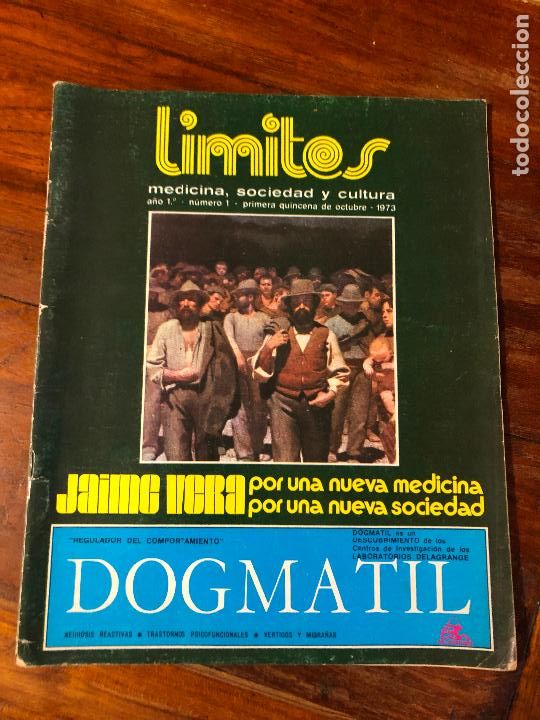 límites
medicina, sociedad y cultura
año 1.º - número 1 - primera quincena de octubre - 1973
jaime vera
por una nueva medicina
por una nueva sociedad
"REGULADOR DEL COMPORTAMIENTO"
DOGMATIL es un
DESCUBRIMIENTO de los
Centros de Investigación de los
LABORATORIOS DELAGRANGE
DOGMATIL
NEUROSIS REACTIVAS • TRASTORNOS PSICOFUNCIONALES • VERTIGOS Y MIGRAÑAS
todocoleccion.net